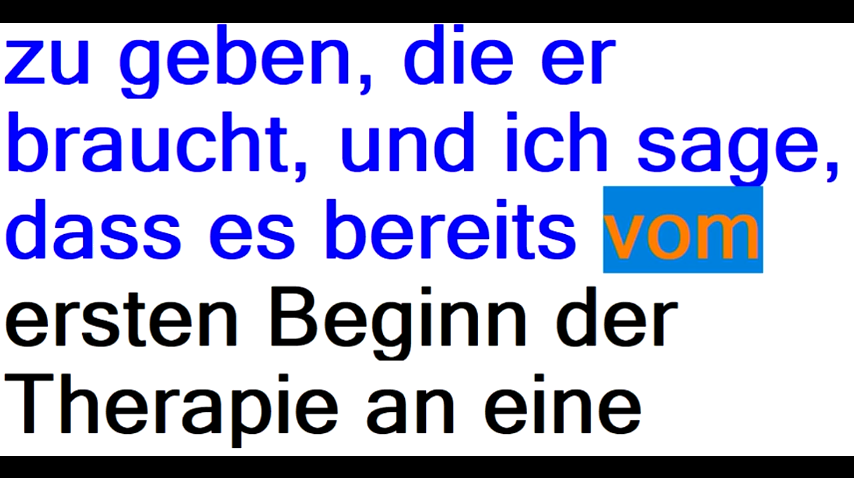 zu geben, die er
braucht, und ich sage,
dass es bereits vom
ersten Beginn der
Therapie an eine